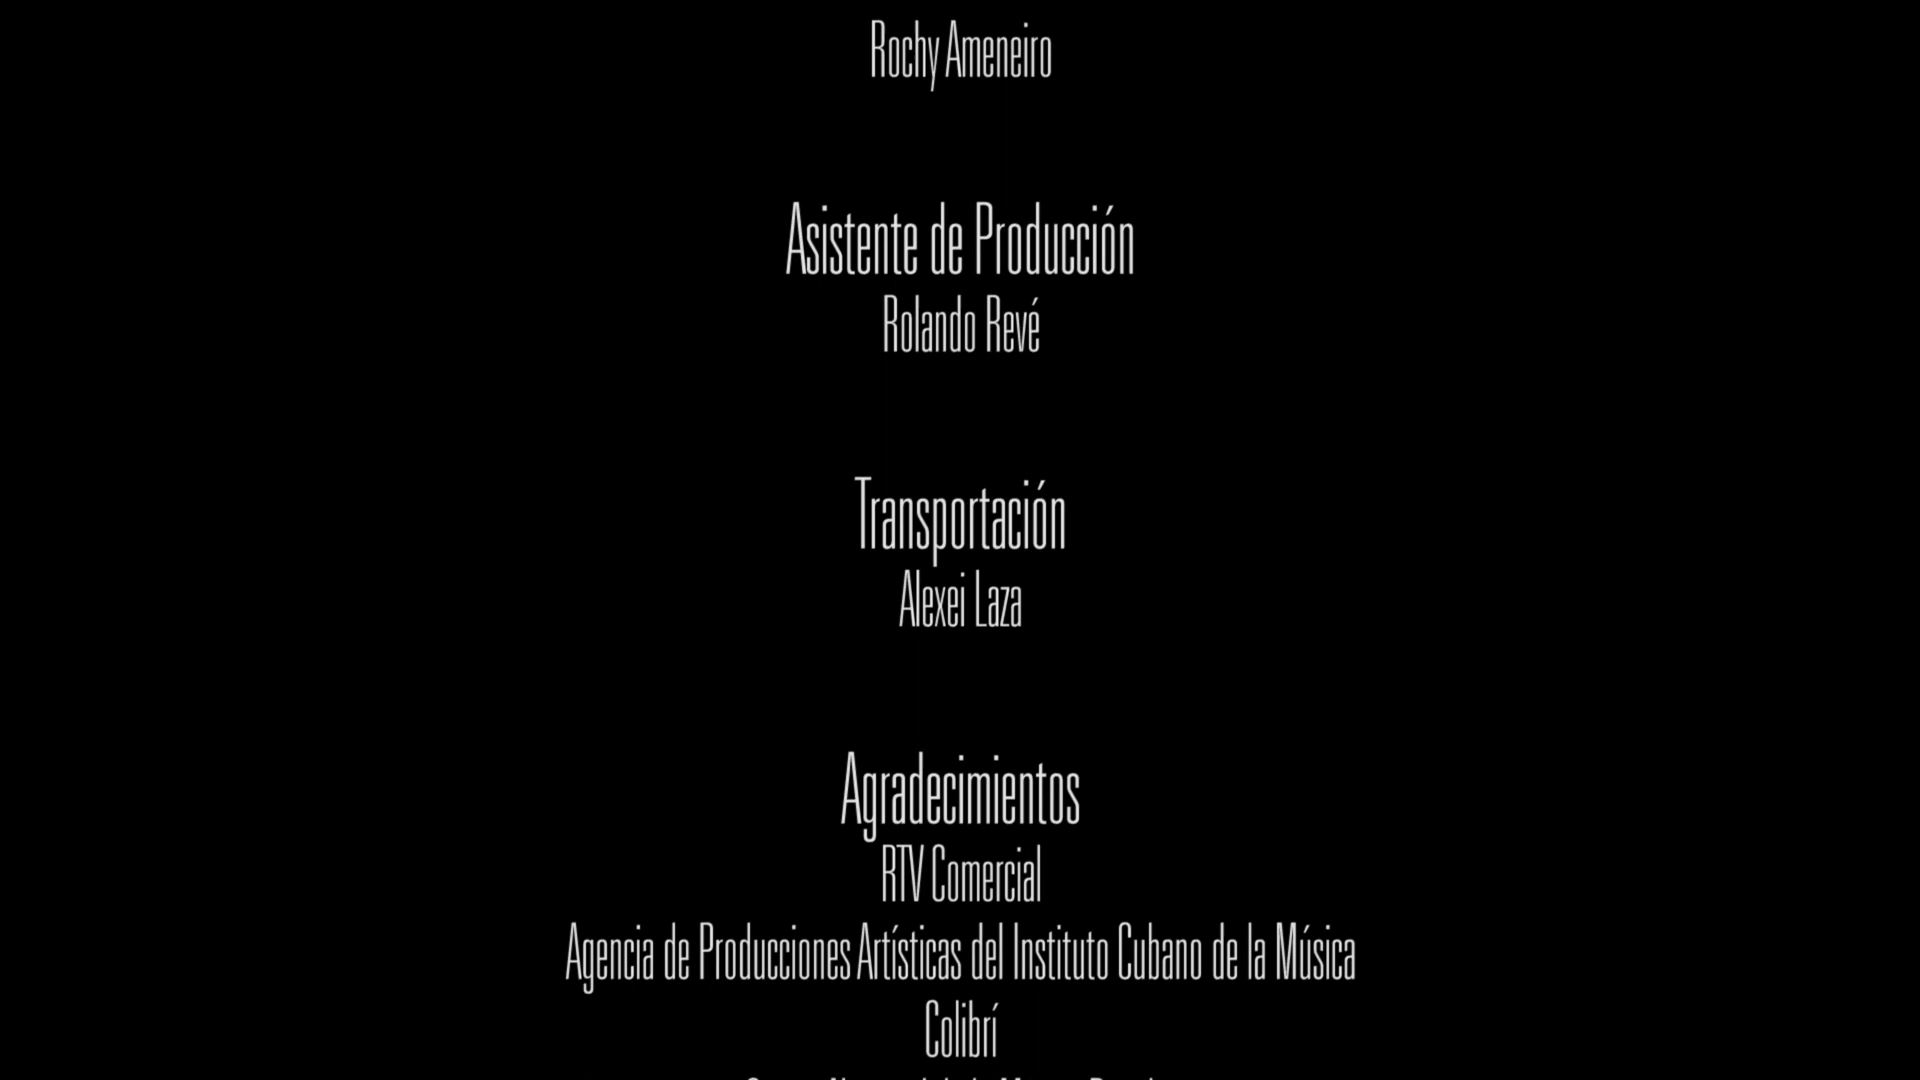 Rochy Ameneiro
Asistente de Producción
Rolando Revé
Transportación
Alexei Laza
Agradecimientos
RTV Comercial
Agencia de Producciones Artísticas del Instituto Cubano de la Música
Colibrí